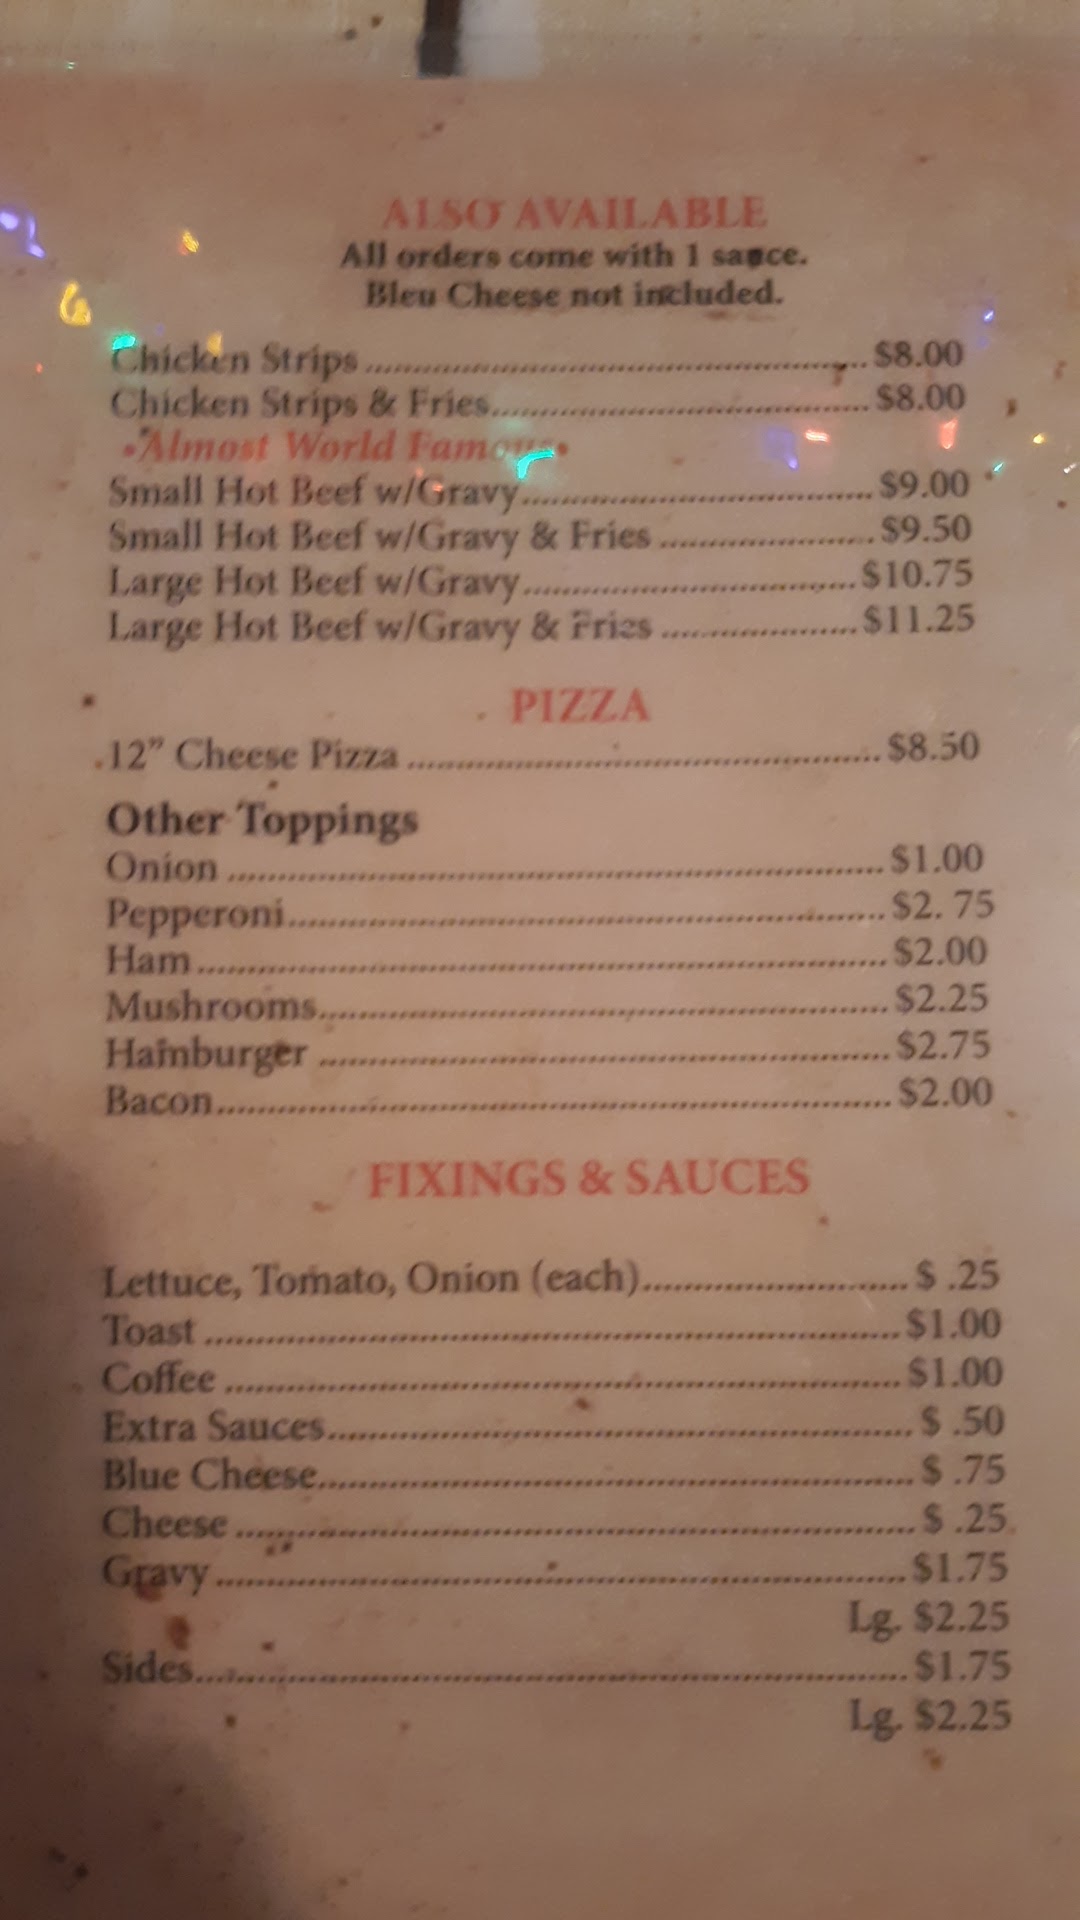 ALSO AVAILABLE
All orders come with 1 sauce.
Bleu Cheese not included.
Chicken Strips ........ $8.00
Chicken Strips & Fries ........ $8.00
•Almost World Famous•
Small Hot Beef w/Gravy ........ $9.00
Small Hot Beef w/Gravy & Fries ........ $9.50
Large Hot Beef w/Gravy ........ $10.75
Large Hot Beef w/Gravy & Fries ........ $11.25
PIZZA
12” Cheese Pizza ........ $8.50
Other Toppings
Onion ........ $1.00
Pepperoni ........ $2. 75
Ham ........ $2.00
Mushrooms ........ $2.25
Hamburger ........ $2.75
Bacon ........ $2.00
FIXINGS & SAUCES
Lettuce, Tomato, Onion (each) ........ $ .25
Toast ........ $1.00
Coffee ........ $1.00
Extra Sauces ........ $ .50
Blue Cheese ........ $ .75
Cheese ........ $ .25
Gravy ........ $1.75
Lg. $2.25
Sides ........ $1.75
Lg. $2.25